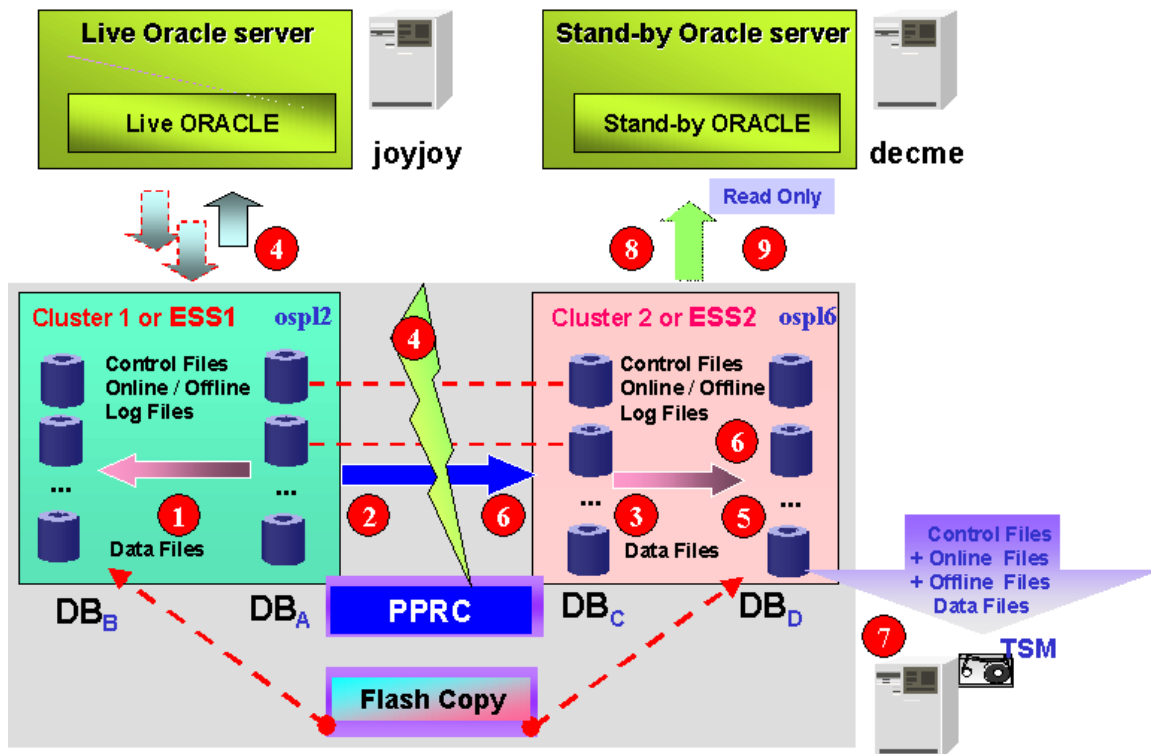 Live Oracle server
Live ORACLE
joyjoy
Stand-by Oracle server
Stand-by ORACLE
decme
Read Only
4
8
9
Cluster 1 or ESS1
ospl2
Control Files
Online / Offline
Log Files
...
...
1
Data Files
4
2
6
Cluster 2 or ESS2
ospl6
Control Files
Online / Offline
Log Files
6
...
...
3
5
Data Files
DBB
DBA
PPRC
DBC
DBD
Flash Copy
Control Files
+ Online Files
+ Offline Files
Data Files
7
TSM